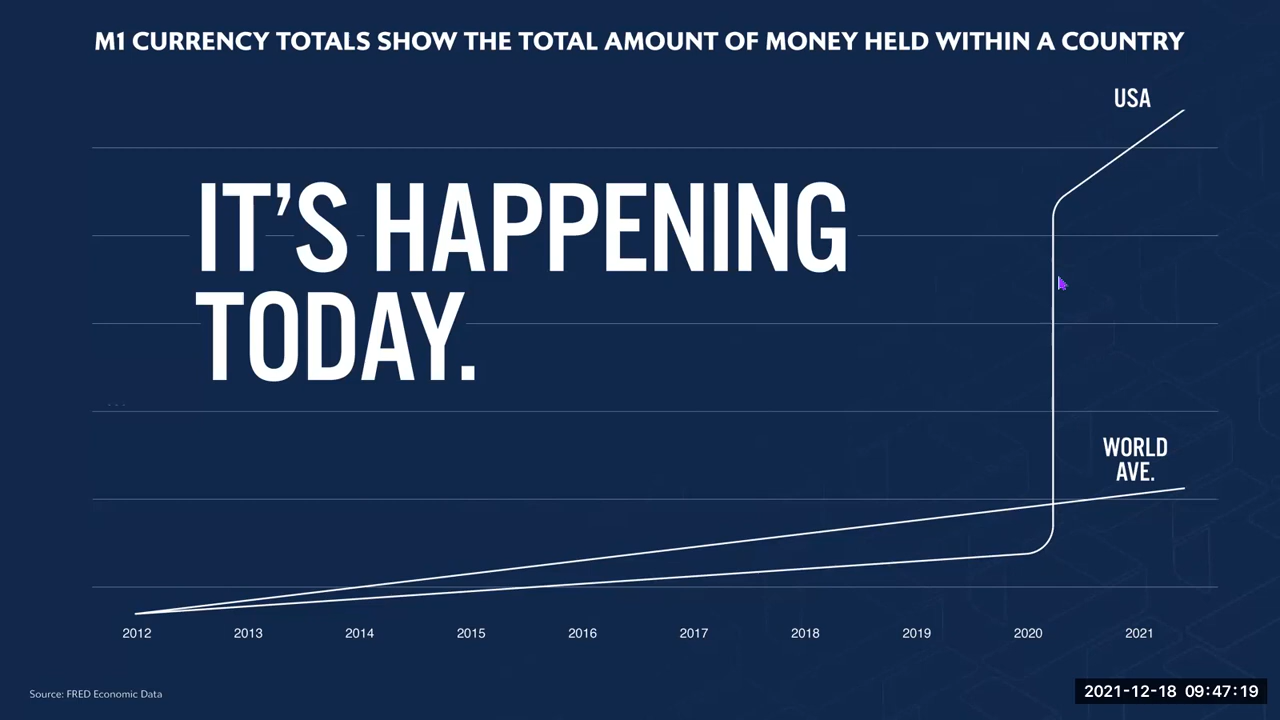 M1 CURRENCY TOTALS SHOW THE TOTAL AMOUNT OF MONEY HELD WITHIN A COUNTRY
USA
IT'S HAPPENING
TODAY.
WORLD
AVE.
2012 2013 2014 2015 2016 2017 2018 2019 2020 2021
Source: FRED Economic Data
2021-12-18 09:47:19